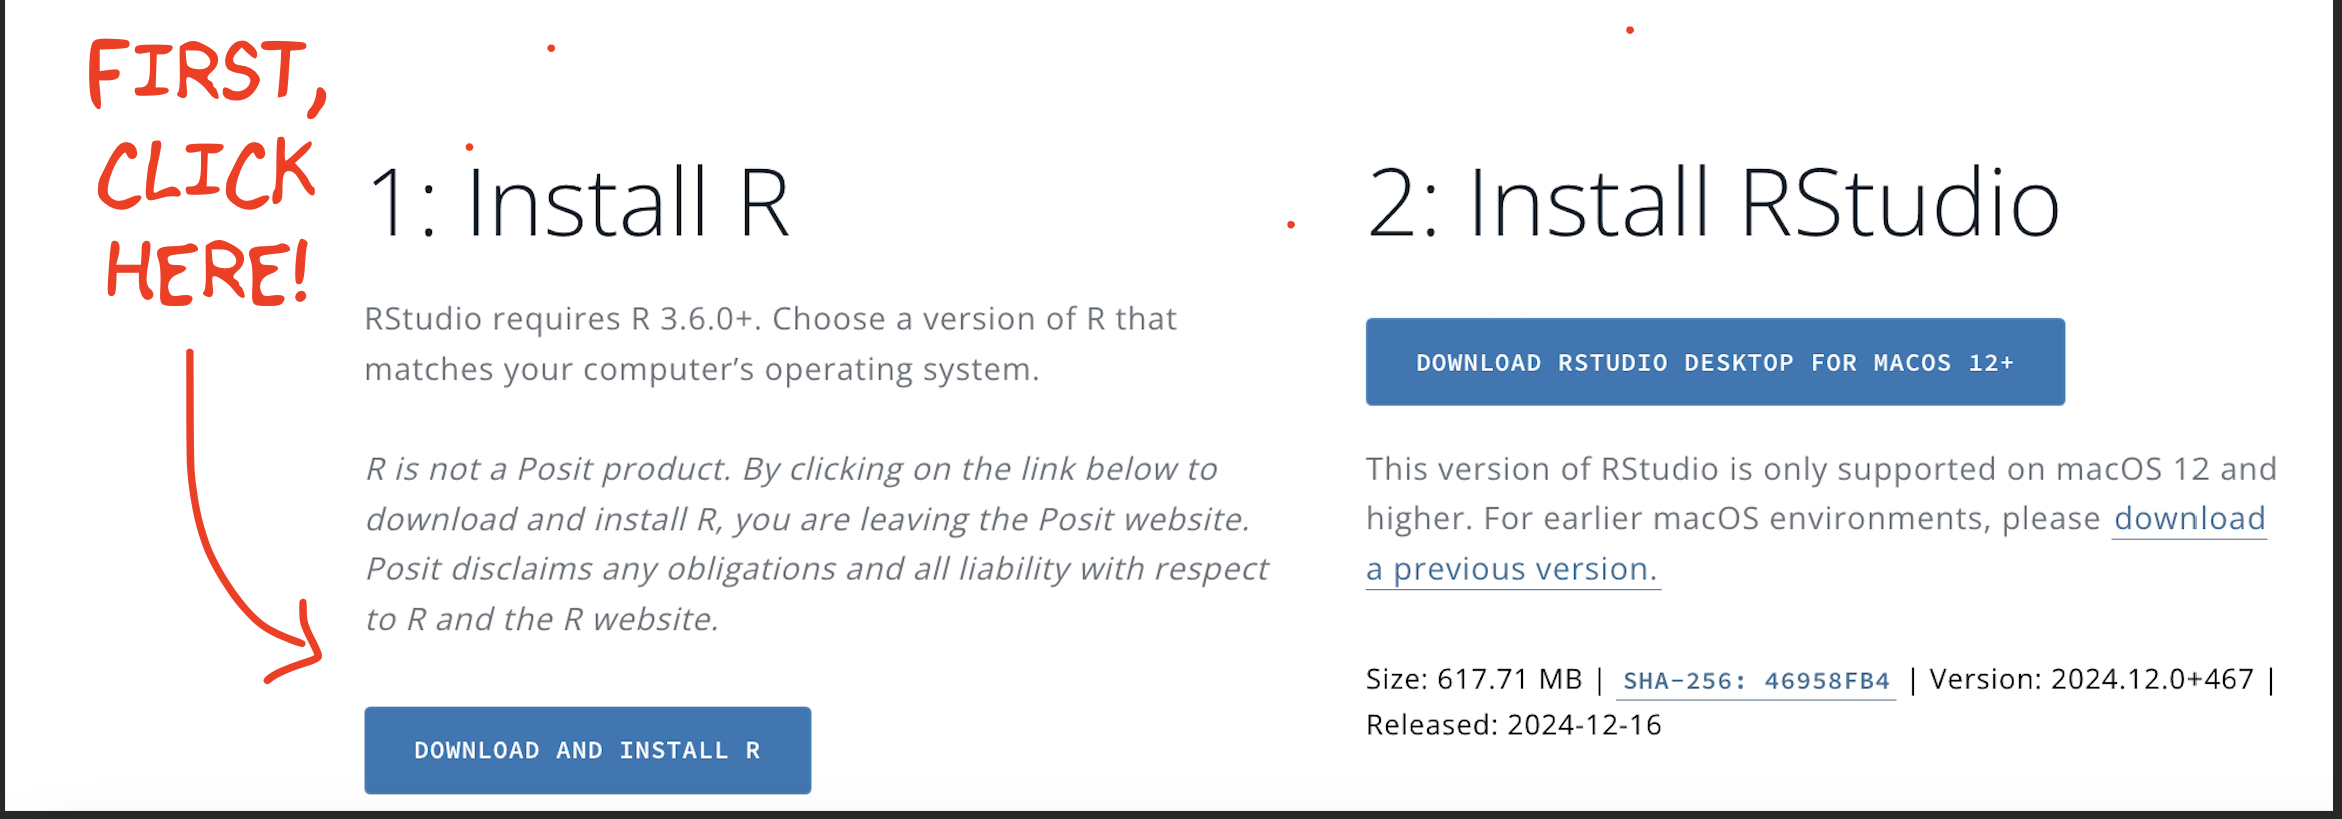 FIRST,
CLICK
HERE!
1: Install R
RStudio requires R 3.6.0+. Choose a version of R that
matches your computer’s operating system.
R is not a Posit product. By clicking on the link below to
download and install R, you are leaving the Posit website.
Posit disclaims any obligations and all liability with respect
to R and the R website.
DOWNLOAD AND INSTALL R
2: Install RStudio
DOWNLOAD RSTUDIO DESKTOP FOR MACOS 12+
This version of RStudio is only supported on macOS 12 and
higher. For earlier macOS environments, please download
a previous version.
Size: 617.71 MB | SHA-256: 46958FB4 | Version: 2024.12.0+467 |
Released: 2024-12-16